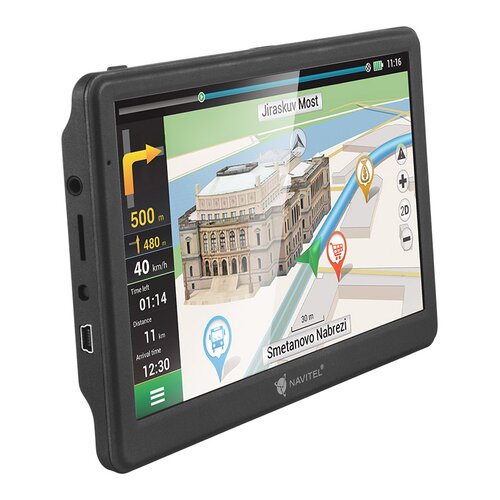 11:16
Jiraskuv Most
500 m
480 m
40 km/h
Time left
01:14
Distance
11 km
Arrival time
12:30
2D
30 m
Smetanovo Nabrezi
NAVITEL®